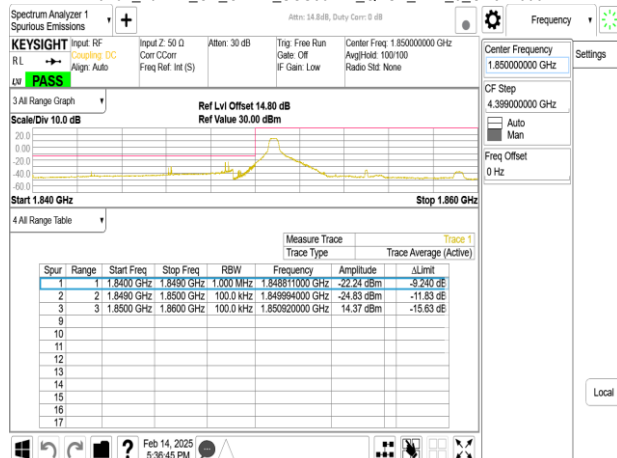 Spectrum Analyzer 1
Spurious Emissions
+
Attn: 14.8dB, Duty Corr: 0 dB
Frequency
Settings
KEYSIGHT
RL
LXI PASS
Input: RF
Coupling: DC
Align: Auto
Input Z: 50 Ω
Corr CCorr
Freq Ref: Int (S)
Atten: 30 dB
Trig: Free Run
Gate: Off
IF Gain: Low
Center Freq: 1.850000000 GHz
Avg|Hold: 100/100
Radio Std: None
Center Frequency
1.850000000 GHz
CF Step
4.399000000 GHz
Auto
Man
Freq Offset
0 Hz
Local
3 All Range Graph
Scale/Div 10.0 dB
Ref Lvl Offset 14.80 dB
Ref Value 30.00 dBm
20.0
0.00
-20.0
-40.0
-60.0
Start 1.840 GHz Stop 1.860 GHz
4 All Range Table
Measure Trace Trace 1
Trace Type Trace Average (Active)
Spur Range Start Freq Stop Freq RBW Frequency Amplitude ΔLimit
1 1 1.8400 GHz 1.8490 GHz 1.000 MHz 1.848811000 GHz -22.24 dBm -9.240 dB
2 2 1.8490 GHz 1.8500 GHz 100.0 kHz 1.849994000 GHz -24.83 dBm -11.83 dB
3 3 1.8500 GHz 1.8600 GHz 100.0 kHz 1.850920000 GHz 14.37 dBm -15.63 dB
9
10
11
12
13
14
15
16
17
?
Feb 14, 2025
5:36:45 PM